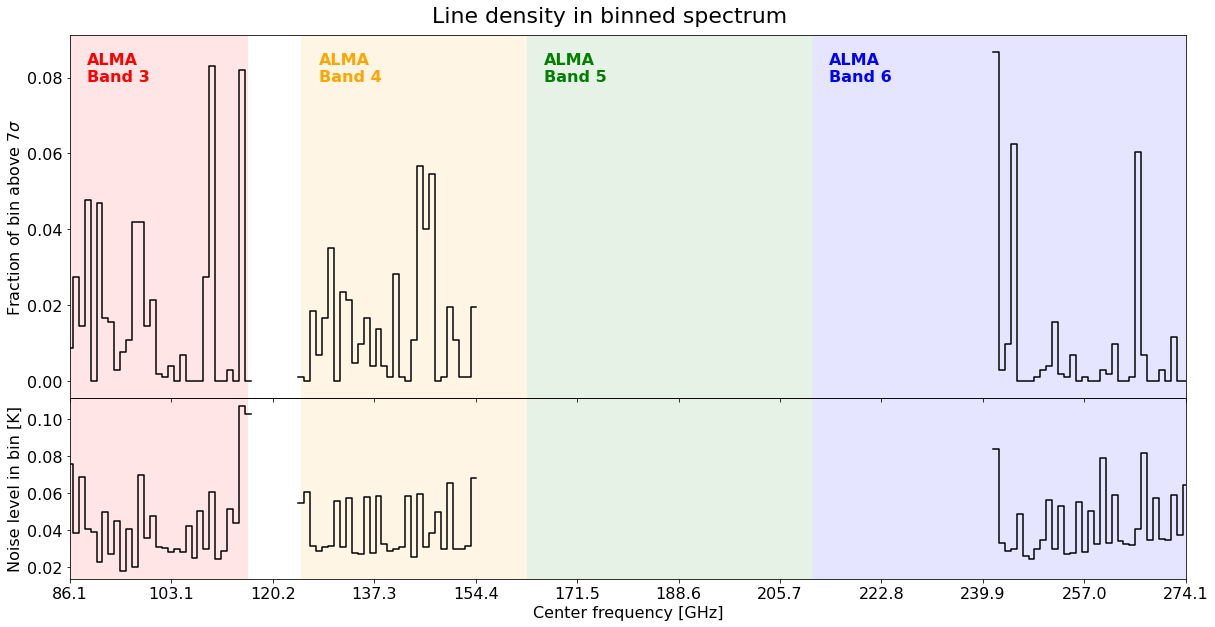 Line density in binned spectrum
Fraction of bin above 7σ
0.08
0.06
0.04
0.02
0.00
ALMA
Band 3
ALMA
Band 4
ALMA
Band 5
ALMA
Band 6
Noise level in bin [K]
0.10
0.08
0.06
0.04
0.02
86.1 103.1 120.2 137.3 154.4 171.5 188.6 205.7 222.8 239.9 257.0 274.1
Center frequency [GHz]